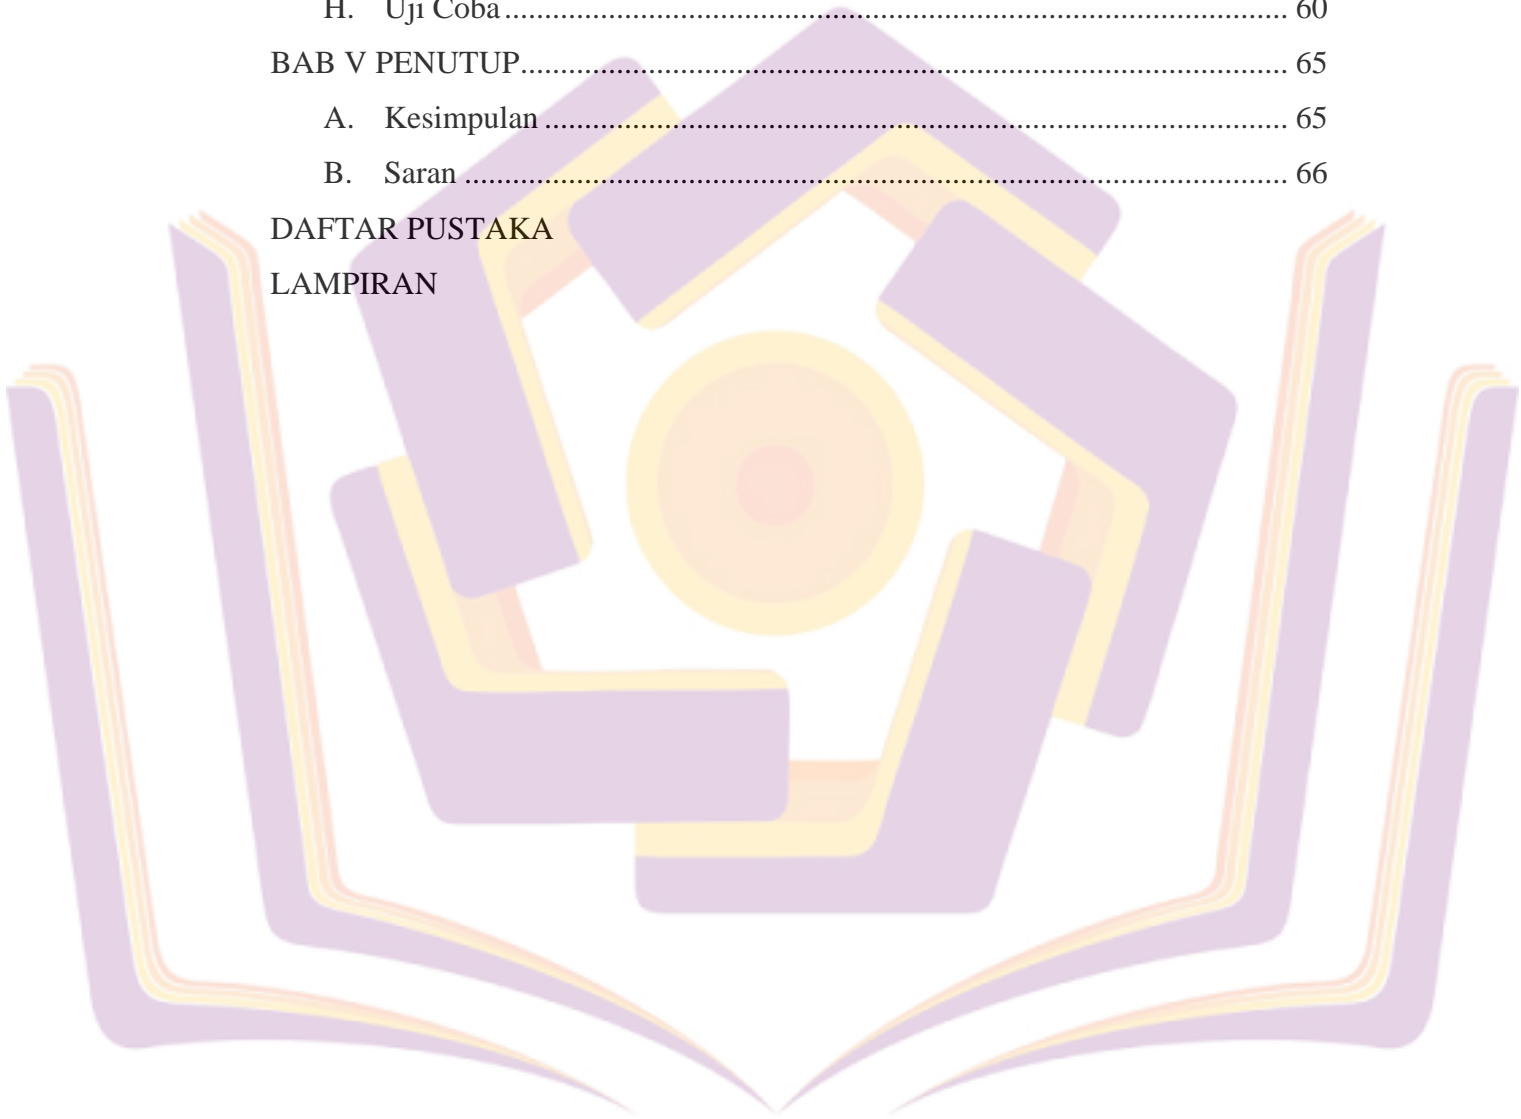 H. Uji Coba ........................................................................................................ 60
BAB V PENUTUP..................................................................................................... 65
A. Kesimpulan ................................................................................................... 65
B. Saran .............................................................................................................. 66
DAFTAR PUSTAKA
LAMPIRAN